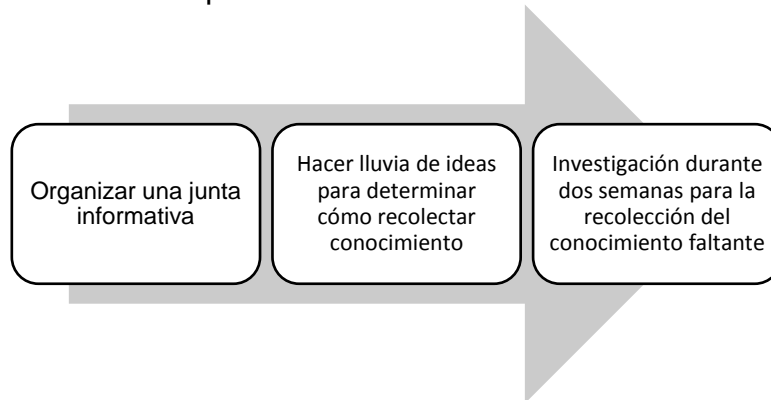 Organizar una junta
informativa
Hacer lluvia de ideas
para determinar
cómo recolectar
conocimiento
Investigación durante
dos semanas para la
recolección del
conocimiento faltante